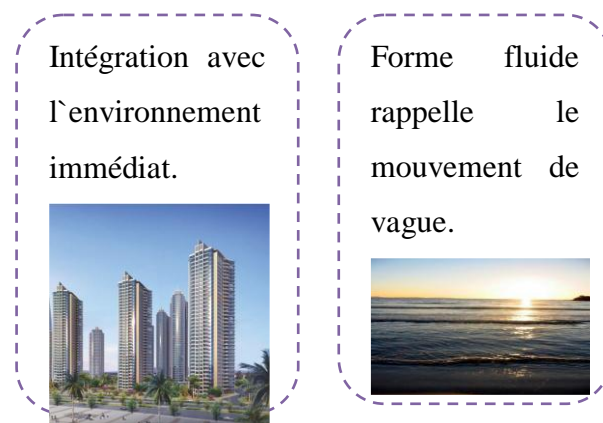 Intégration avec
l`environnement
immédiat.
Forme fluide
rappelle le
mouvement de
vague.